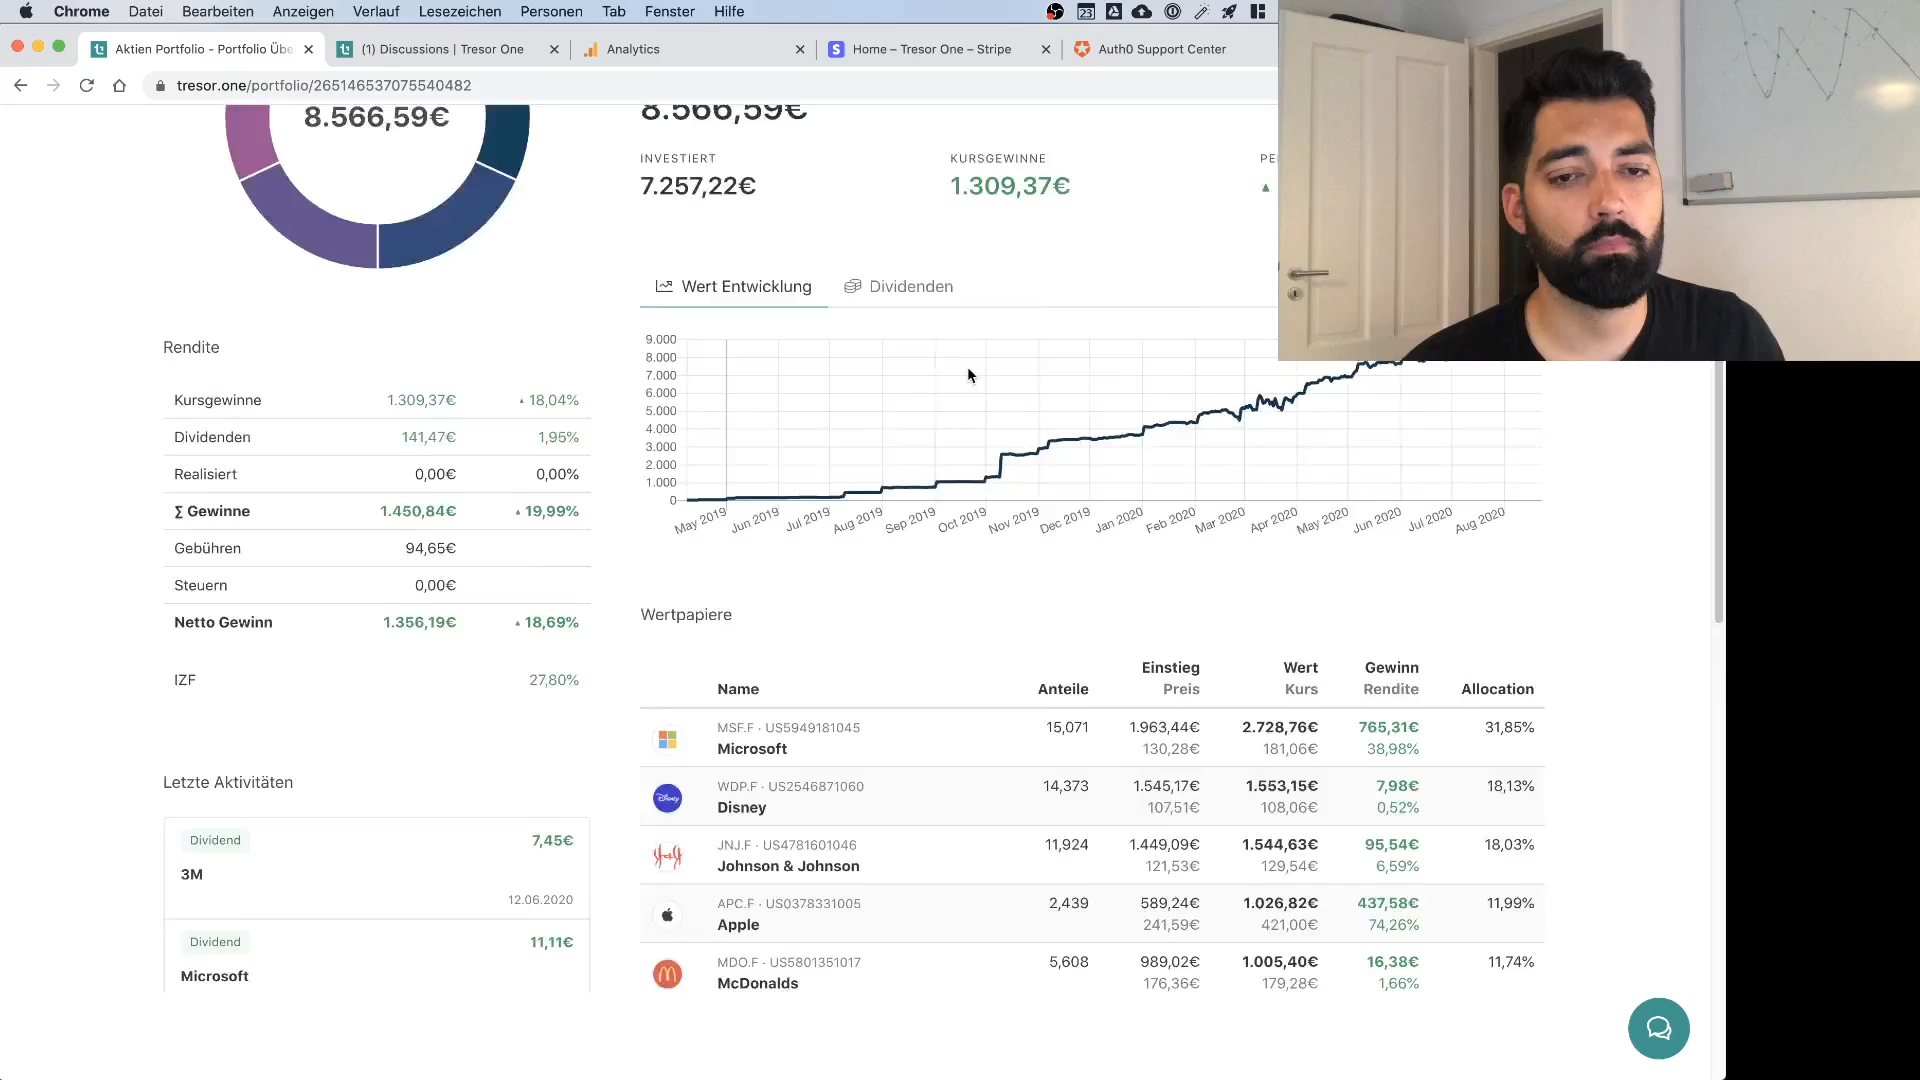 Chrome Datei Bearbeiten Anzeigen Verlauf Lesezeichen Personen Tab Fenster Hilfe
23
Aktien Portfolio - Portfolio Übe
(1) Discussions | Tresor One
Analytics
Home – Tresor One – Stripe
Auth0 Support Center
tresor.one/portfolio/265146537075540482
8.566,59€
8.566,59€
INVESTIERT
KURSGEWINNE
PE
7.257,22€
1.309,37€
▲
Wert Entwicklung
Dividenden
9.000
8.000
7.000
6.000
5.000
4.000
3.000
2.000
1.000
0
May 2019
Jun 2019
Jul 2019
Aug 2019
Sep 2019
Oct 2019
Nov 2019
Dec 2019
Jan 2020
Feb 2020
Mar 2020
Apr 2020
May 2020
Jun 2020
Jul 2020
Aug 2020
Rendite
Kursgewinne 1.309,37€ ▲ 18,04%
Dividenden 141,47€ 1,95%
Realisiert 0,00€ 0,00%
∑ Gewinne 1.450,84€ ▲ 19,99%
Gebühren 94,65€
Steuern 0,00€
Netto Gewinn 1.356,19€ ▲ 18,69%
IZF 27,80%
Letzte Aktivitäten
Dividend 7,45€
3M
12.06.2020
Dividend 11,11€
Microsoft
Wertpapiere
Einstieg Wert Gewinn
Name Anteile Preis Kurs Rendite Allocation
MSF.F · US5949181045 15,071 1.963,44€ 2.728,76€ 765,31€ 31,85%
Microsoft 130,28€ 181,06€ 38,98%
WDP.F · US2546871060 14,373 1.545,17€ 1.553,15€ 7,98€ 18,13%
Disney
Disney 107,51€ 108,06€ 0,52%
JNJ.F · US4781601046 11,924 1.449,09€ 1.544,63€ 95,54€ 18,03%
Johnson & Johnson 121,53€ 129,54€ 6,59%
APC.F · US0378331005 2,439 589,24€ 1.026,82€ 437,58€ 11,99%
Apple 241,59€ 421,00€ 74,26%
MDO.F · US5801351017 5,608 989,02€ 1.005,40€ 16,38€ 11,74%
McDonalds 176,36€ 179,28€ 1,66%